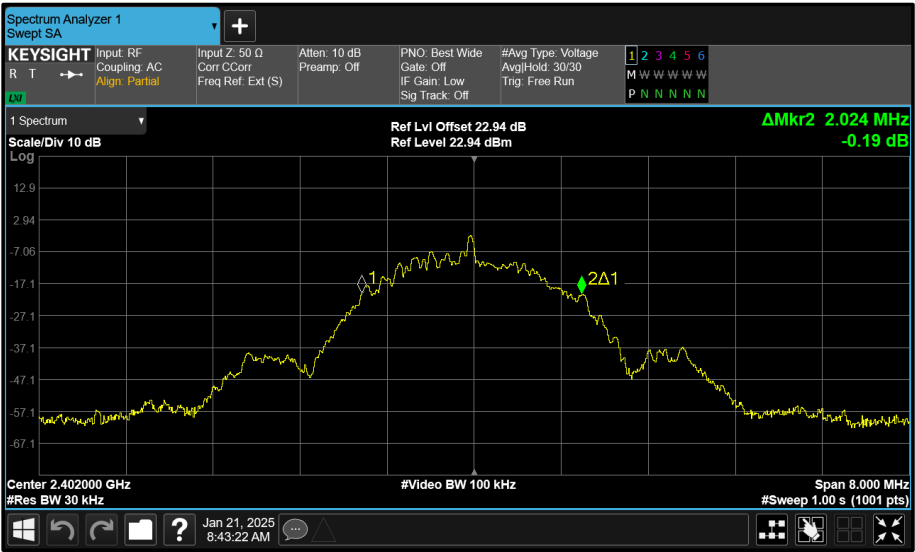 Spectrum Analyzer 1
Swept SA
▼
+
KEYSIGHT
R T
LXI
Input: RF
Coupling: AC
Align: Partial
Input Z: 50 Ω
Corr CCorr
Freq Ref: Ext (S)
Atten: 10 dB
Preamp: Off
PNO: Best Wide
Gate: Off
IF Gain: Low
Sig Track: Off
#Avg Type: Voltage
Avg|Hold: 30/30
Trig: Free Run
1 2 3 4 5 6
M W W W W W
P N N N N N
1 Spectrum ▼
Scale/Div 10 dB
Ref Lvl Offset 22.94 dB
Ref Level 22.94 dBm
ΔMkr2 2.024 MHz
-0.19 dB
Log
12.9
2.94
-7.06
-17.1
-27.1
-37.1
-47.1
-57.1
-67.1
1
2Δ1
Center 2.402000 GHz
#Res BW 30 kHz
#Video BW 100 kHz
Span 8.000 MHz
#Sweep 1.00 s (1001 pts)
?
Jan 21, 2025
8:43:22 AM